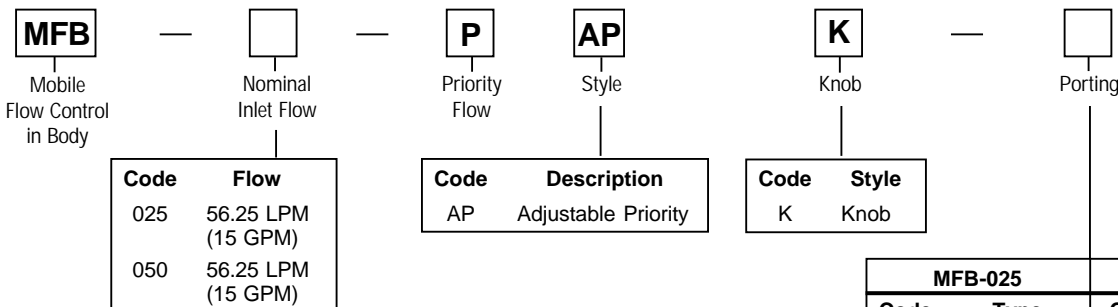 MFB — — P AP K —
Mobile Flow Control in Body
Nominal Inlet Flow
Priority Flow
Style
Knob
Porting
Code Flow
025 56.25 LPM (15 GPM)
050 56.25 LPM (15 GPM)
Code Description
AP Adjustable Priority
Code Style
K Knob
MFB-025